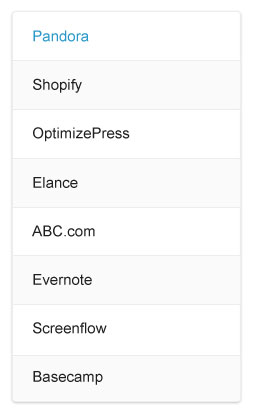 Pandora
Shopify
OptimizePress
Elance
ABC.com
Evernote
Screenflow
Basecamp